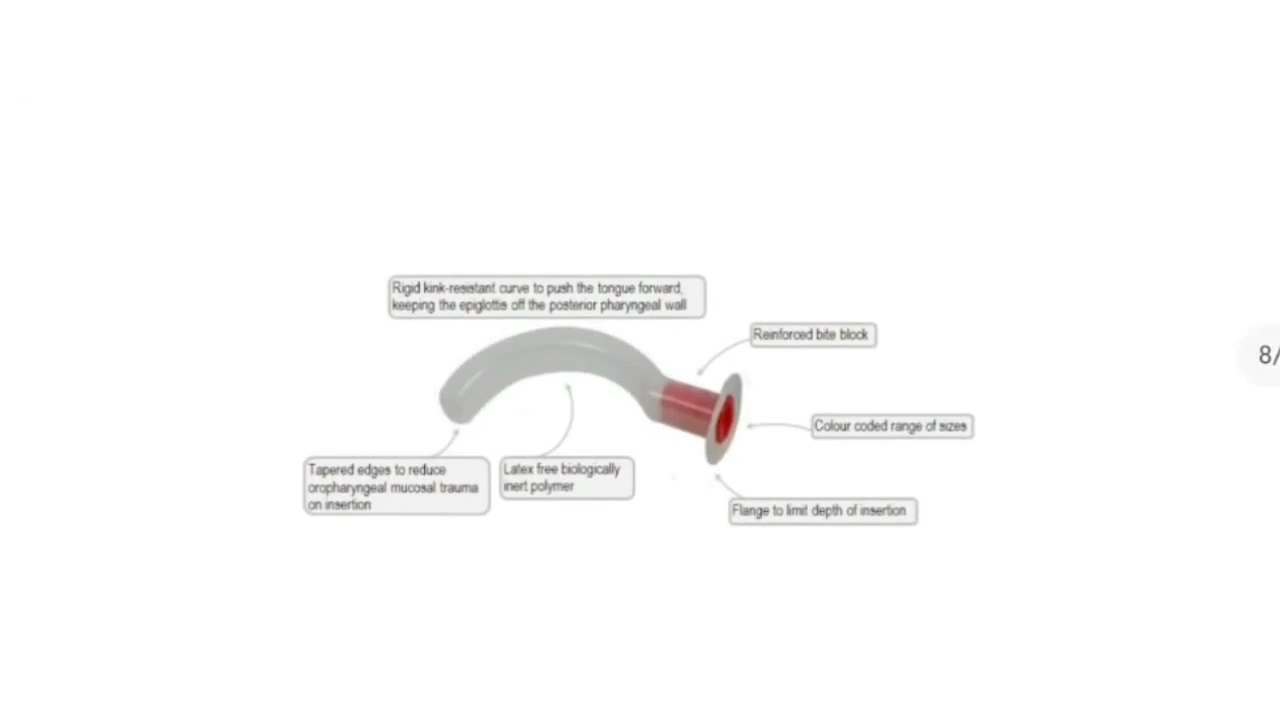 Rigid kink-resistant curve to push the tongue forward,
keeping the epiglottis off the posterior pharyngeal wall
Reinforced bite block
8/
Colour coded range of sizes
Tapered edges to reduce
oropharyngeal mucosal trauma
on insertion
Latex free biologically
inert polymer
Flange to limit depth of insertion